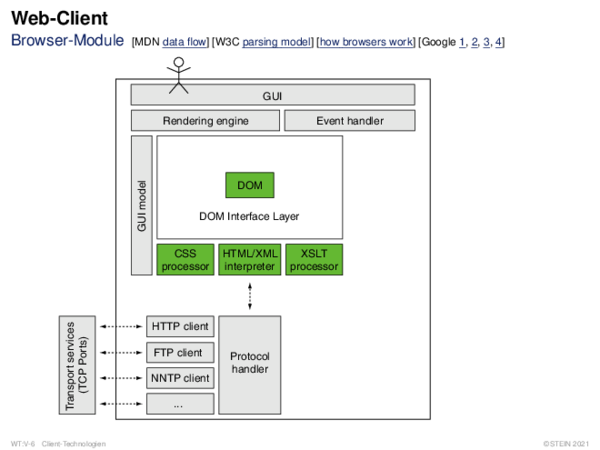 Web-Client
Browser-Module [MDN data flow] [W3C parsing model] [how browsers work] [Google 1, 2, 3, 4]
GUI
Rendering engine
Event handler
GUI model
DOM
DOM Interface Layer
CSS
processor
HTML/XML
interpreter
XSLT
processor
Transport services
(TCP Ports)
HTTP client
FTP client
NNTP client
...
Protocol
handler
WT:V-6 Client-Technologien
©STEIN 2021